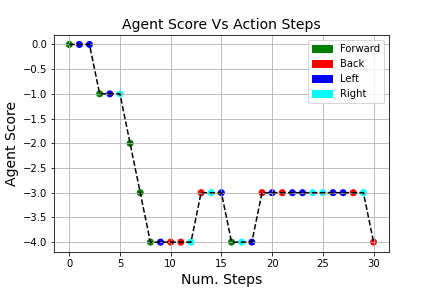 Agent Score Vs Action Steps
Agent Score
0.0
−0.5
−1.0
−1.5
−2.0
−2.5
−3.0
−3.5
−4.0
Forward
Back
Left
Right
0 5 10 15 20 25 30
Num. Steps